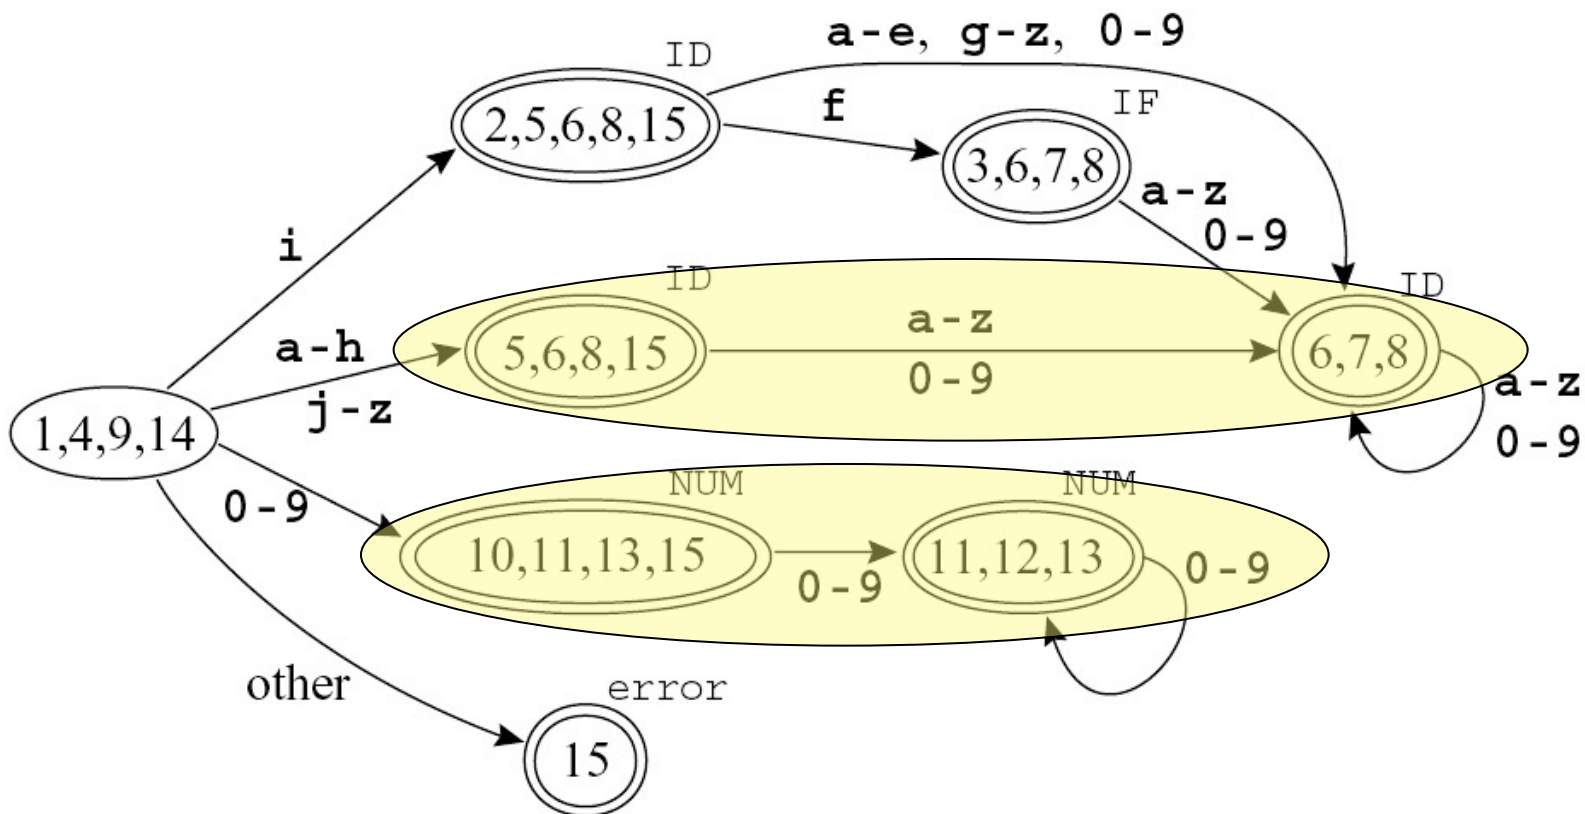 a-e, g-z, 0-9
ID
2,5,6,8,15
f
IF
3,6,7,8
a-z
0-9
i
ID
5,6,8,15
a-z
0-9
ID
6,7,8
a-z
0-9
a-h
j-z
1,4,9,14
0-9
NUM
10,11,13,15
0-9
NUM
11,12,13
0-9
other
error
15